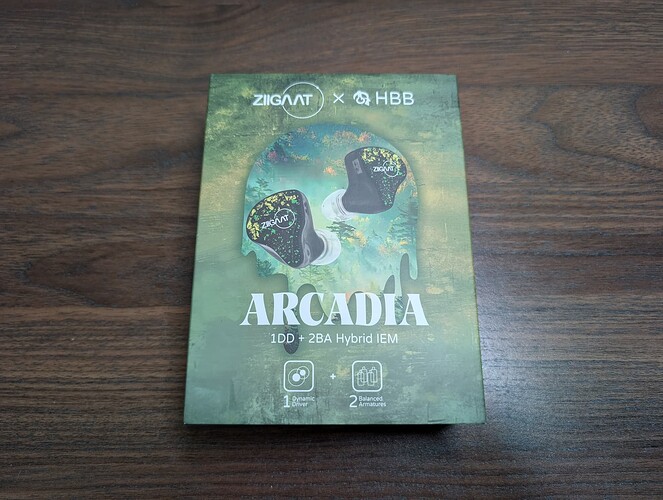 ZIIGAAT × HBB
ZIIGAAT
ZIIGAAT
ARCADIA
1DD + 2BA Hybrid IEM
1 Dynamic Driver + 2 Balanced Armatures